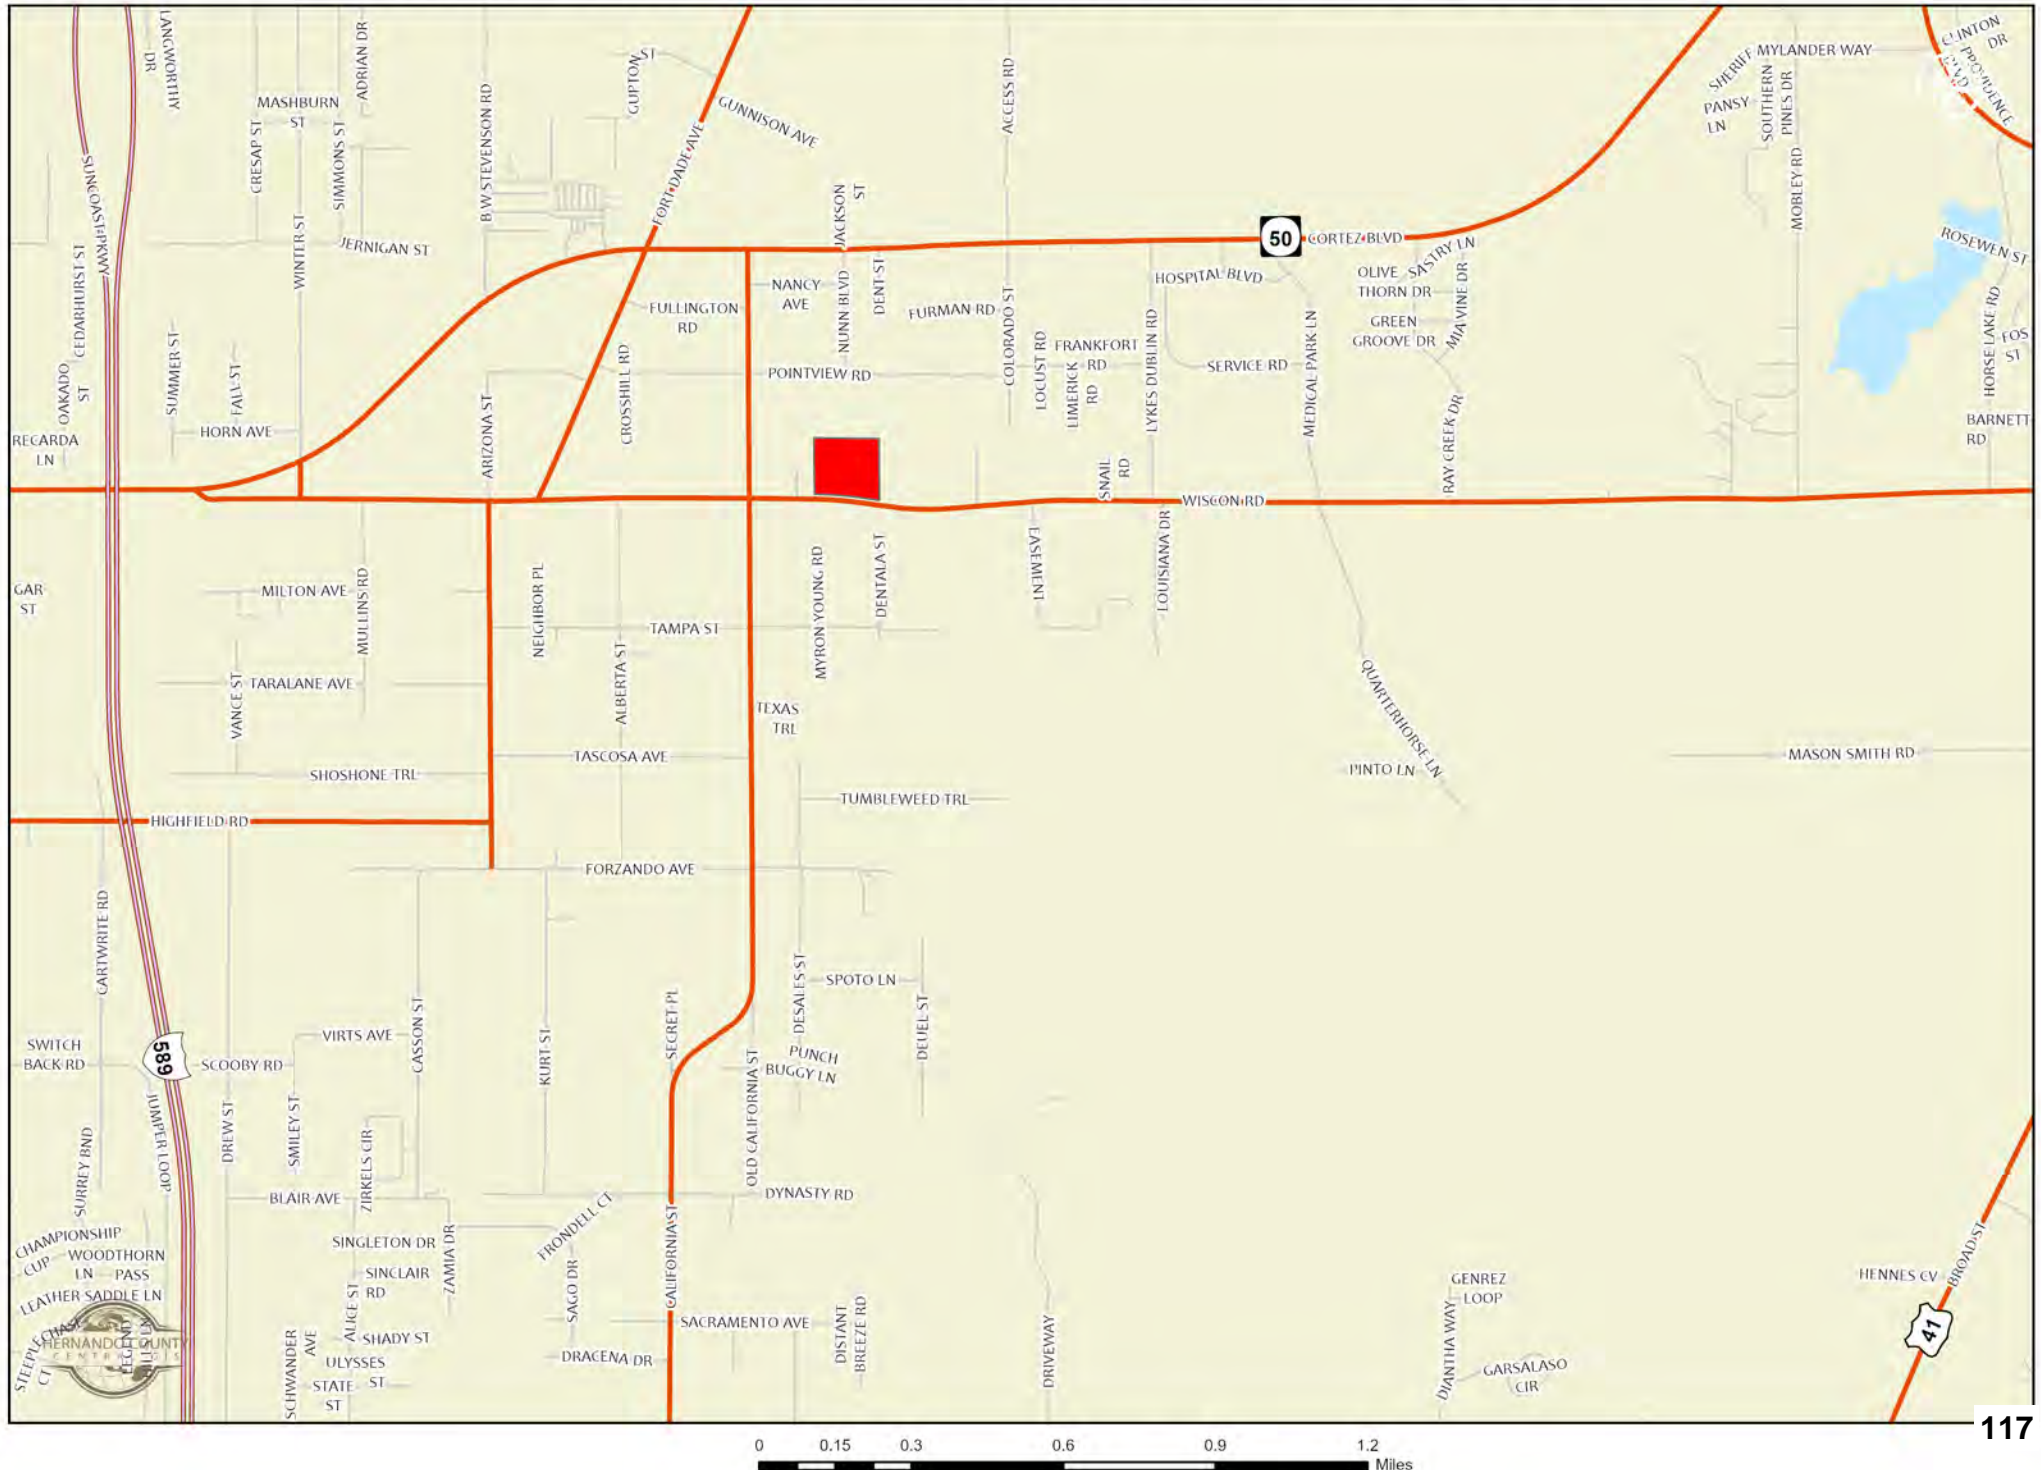 LANGWORTHY
DR
ADRIAN DR
MASHBURN
ST
CRESAP ST
SIMMONS ST
B W STEVENSON RD
GUPTON ST
GUNNISON AVE
FORT DADE AVE
ACCESS RD
JACKSON
ST
SHERIFF MYLANDER WAY
PANSY
LN
SOUTHERN
PINES DR
MOBLEY RD
CLINTON
DR
PROVIDENCE
BLVD
SUNCOAST PKWY
CEDARHURST ST
WINTER ST
JERNIGAN ST
50
CORTEZ BLVD
SASTRY LN
ROSEWEN ST
HOSPITAL BLVD
OLIVE
THORN DR
MIA VINE DR
NANCY
AVE
NUNN BLVD
DENT ST
FURMAN RD
COLORADO ST
FULLINGTON
RD
GREEN
GROOVE DR
HORSE LAKE RD
FOS
ST
SUMMER ST
FALL ST
OAKADO
ST
CROSSHILL RD
POINTVIEW RD
LOCUST RD
FRANKFORT
RD
LIMERICK
RD
LYKES DUBLIN RD
SERVICE RD
MEDICAL PARK LN
RAY CREEK DR
BARNETT
RD
RECARDA
LN
HORN AVE
ARIZONA ST
SNAIL
RD
WISCON RD
GAR
ST
MILTON AVE
MULLINS RD
NEIGHBOR PL
TAMPA ST
MYRON YOUNG RD
DENTALA ST
EASEMENT
LOUISIANA DR
VANCE ST
TARALANE AVE
ALBERTA ST
TEXAS
TRL
QUARTERHORSE LN
PINTO LN
MASON SMITH RD
SHOSHONE TRL
TASCOSA AVE
TUMBLEWEED TRL
HIGHFIELD RD
FORZANDO AVE
CARTWRITE RD
CASSON ST
KURT ST
SECRET PL
DESALES ST
SPOTO LN
DEUEL ST
SWITCH
BACK RD
589
SCOOBY RD
VIRTS AVE
PUNCH
BUGGY LN
OLD CALIFORNIA ST
SURREY BND
JUMPER LOOP
DREW ST
SMILEY ST
ZIRKELS CIR
BLAIR AVE
DYNASTY RD
CHAMPIONSHIP
CUP
WOODTHORN
LN
PASS
LEATHER SADDLE LN
SINGLETON DR
SINCLAIR
RD
ZAMIA DR
FRONDELL CT
SAGO DR
CALIFORNIA ST
SACRAMENTO AVE
DISTANT
BREEZE RD
DRIVEWAY
GENREZ
LOOP
DIANTHA WAY
GARSALASO
CIR
HENNES CV
BROAD ST
41
STEEPLECHASE
CT
HERNANDO COUNTY
CENTRAL GIS
LEGEND
SCHWANDER
AVE
ALICE ST
SHADY ST
ULYSSES
ST
STATE
ST
DRACENA DR
117
0 0.15 0.3 0.6 0.9 1.2
Miles